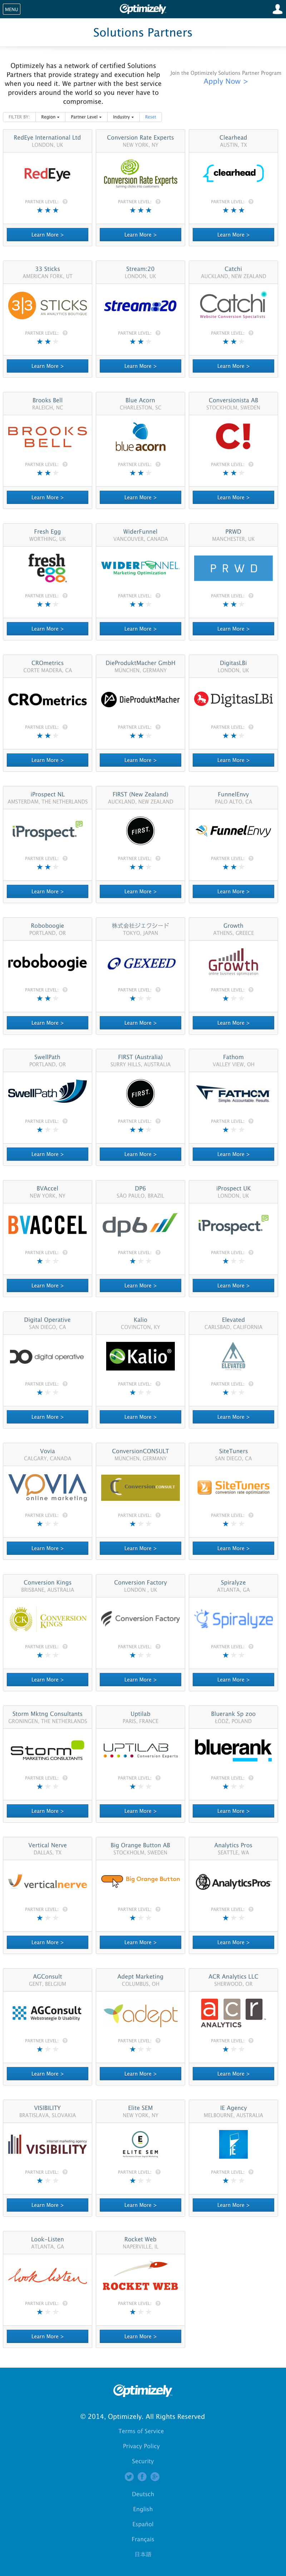 MENU
Optimizely
Solutions Partners
Optimizely has a network of certified Solutions
Partners that provide strategy and execution help
when you need it. We partner with the best service
providers around the world so you never have to
compromise.
Join the Optimizely Solutions Partner Program
Apply Now >
FILTER BY: Region Partner Level Industry Reset
RedEye International Ltd
LONDON, UK
RedEye
PARTNER LEVEL:
Learn More >
Conversion Rate Experts
NEW YORK, NY
Conversion Rate Experts
PARTNER LEVEL:
Learn More >
Clearhead
AUSTIN, TX
{clearhead}
PARTNER LEVEL:
Learn More >
33 Sticks
AMERICAN FORK, UT
3|3 STICKS
AN ANALYTICS BOUTIQUE
PARTNER LEVEL:
Learn More >
Stream:20
LONDON, UK
stream:20
PARTNER LEVEL:
Learn More >
Catchi
AUCKLAND, NEW ZEALAND
Catchi
Website Conversion Specialists
PARTNER LEVEL:
Learn More >
Brooks Bell
RALEIGH, NC
BROOKS
BELL
PARTNER LEVEL:
Learn More >
Blue Acorn
CHARLESTON, SC
blueacorn
PARTNER LEVEL:
Learn More >
Conversionista AB
STOCKHOLM, SWEDEN
C!
PARTNER LEVEL:
Learn More >
Fresh Egg
WORTHING, UK
fresh
egg.
PARTNER LEVEL:
Learn More >
WiderFunnel
VANCOUVER, CANADA
WIDERFUNNEL
Marketing Optimization
PARTNER LEVEL:
Learn More >
PRWD
MANCHESTER, UK
PRWD
PARTNER LEVEL:
Learn More >
CROmetrics
CORTE MADERA, CA
CROmetrics
PARTNER LEVEL:
Learn More >
DieProduktMacher GmbH
MÜNCHEN, GERMANY
DieProduktMacher
PARTNER LEVEL:
Learn More >
DigitasLBi
LONDON, UK
DigitasLBi
PARTNER LEVEL:
Learn More >
iProspect NL
AMSTERDAM, THE NETHERLANDS
iProspect.
PARTNER LEVEL:
Learn More >
FIRST (New Zealand)
AUCKLAND, NEW ZEALAND
FIRST.
PARTNER LEVEL:
Learn More >
FunnelEnvy
PALO ALTO, CA
FunnelEnvy
PARTNER LEVEL:
Learn More >
Roboboogie
PORTLAND, OR
roboboogie
PARTNER LEVEL:
Learn More >
株式会社ジエクシード
TOKYO, JAPAN
GEXEED
PARTNER LEVEL:
Learn More >
Growth
ATHENS, GREECE
Growth
PARTNER LEVEL:
Learn More >
SwellPath
PORTLAND, OR
SwellPath
PARTNER LEVEL:
Learn More >
FIRST (Australia)
SURRY HILLS, AUSTRALIA
FIRST.
PARTNER LEVEL:
Learn More >
Fathom
VALLEY VIEW, OH
FATHOM
Simple. Accountable. Results.
PARTNER LEVEL:
Learn More >
BVAccel
NEW YORK, NY
BVACCEL
PARTNER LEVEL:
Learn More >
DP6
SÃO PAULO, BRAZIL
dp6
PARTNER LEVEL:
Learn More >
iProspect UK
LONDON, UK
iProspect.
PARTNER LEVEL:
Learn More >
Digital Operative
SAN DIEGO, CA
digital operative
PARTNER LEVEL:
Learn More >
Kalio
COVINGTON, KY
Kalio
PARTNER LEVEL:
Learn More >
Elevated
CARLSBAD, CALIFORNIA
ELEVATED
PARTNER LEVEL:
Learn More >
Vovia
CALGARY, CANADA
VOVIA
online marketing
PARTNER LEVEL:
Learn More >
ConversionCONSULT
MÜNCHEN, GERMANY
ConversionCONSULT
PARTNER LEVEL:
Learn More >
SiteTuners
SAN DIEGO, CA
SITETUNERS
conversion rate optimization
PARTNER LEVEL:
Learn More >
Conversion Kings
BRISBANE, AUSTRALIA
CK CONVERSION
KINGS
PARTNER LEVEL:
Learn More >
Conversion Factory
LONDON , UK
Conversion Factory
PARTNER LEVEL:
Learn More >
Spiralyze
ATLANTA, GA
Spiralyze
PARTNER LEVEL:
Learn More >
Storm Mktng Consultants
GRONINGEN, THE NETHERLANDS
Storm
MARKETING CONSULTANTS
PARTNER LEVEL:
Learn More >
Uptilab
PARIS, FRANCE
UPTILAB
Conversion Experts
PARTNER LEVEL:
Learn More >
Bluerank Sp zoo
ŁÓDŹ, POLAND
bluerank
PARTNER LEVEL:
Learn More >
Vertical Nerve
DALLAS, TX
verticalnerve
PARTNER LEVEL:
Learn More >
Big Orange Button AB
STOCKHOLM, SWEDEN
Big Orange Button
PARTNER LEVEL:
Learn More >
Analytics Pros
SEATTLE, WA
AnalyticsPros
PARTNER LEVEL:
Learn More >
AGConsult
GENT, BELGIUM
AGConsult
Webstrategie & Usability
PARTNER LEVEL:
Learn More >
Adept Marketing
COLUMBUS, OH
adept
PARTNER LEVEL:
Learn More >
ACR Analytics LLC
SHERWOOD, OR
acr
ANALYTICS
PARTNER LEVEL:
Learn More >
VISIBILITY
BRATISLAVA, SLOVAKIA
internet marketing agency
VISIBILITY
PARTNER LEVEL:
Learn More >
Elite SEM
NEW YORK, NY
E
ELITE SEM
PARTNER LEVEL:
Learn More >
IE Agency
MELBOURNE, AUSTRALIA
PARTNER LEVEL:
Learn More >
Look-Listen
ATLANTA, GA
look listen
PARTNER LEVEL:
Learn More >
Rocket Web
NAPERVILLE, IL
ROCKET WEB
PARTNER LEVEL:
Learn More >
Optimizely
© 2014, Optimizely. All Rights Reserved
Terms of Service
Privacy Policy
Security
Deutsch
English
Español
Français
日本語